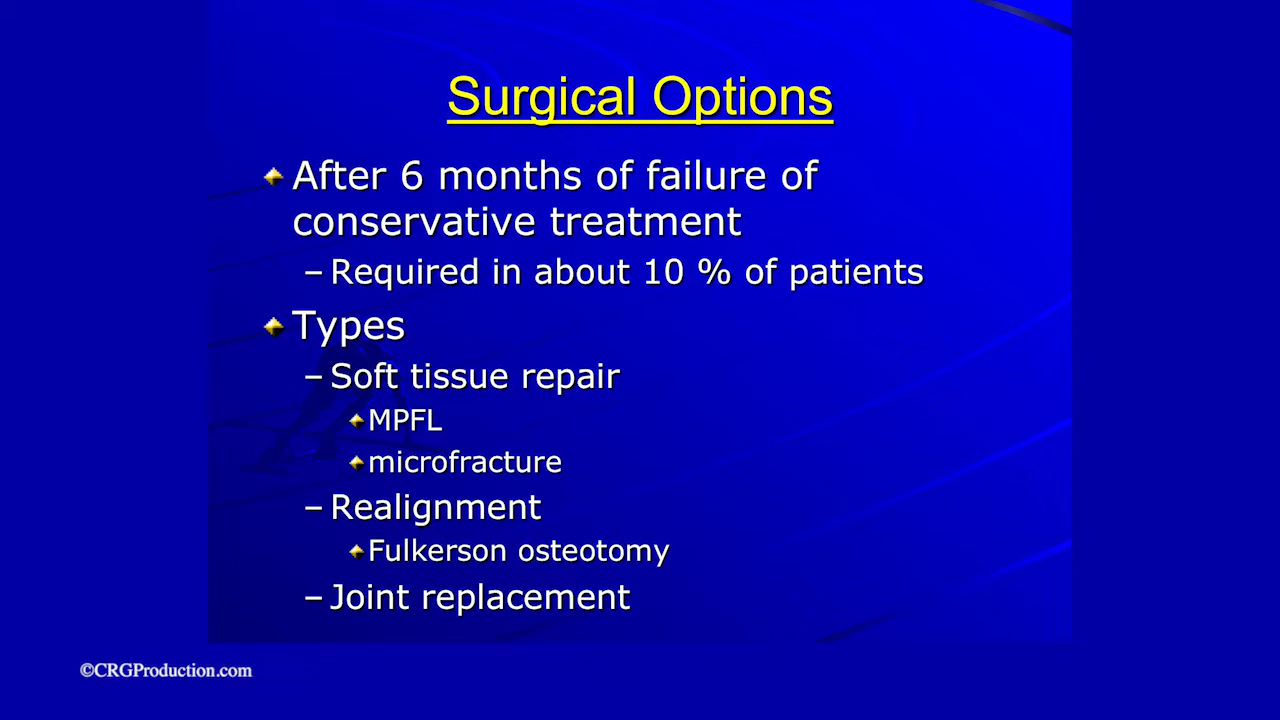 Surgical Options
After 6 months of failure of
conservative treatment
–Required in about 10 % of patients
Types
–Soft tissue repair
MPFL
microfracture
–Realignment
Fulkerson osteotomy
–Joint replacement
©CRGProduction.com